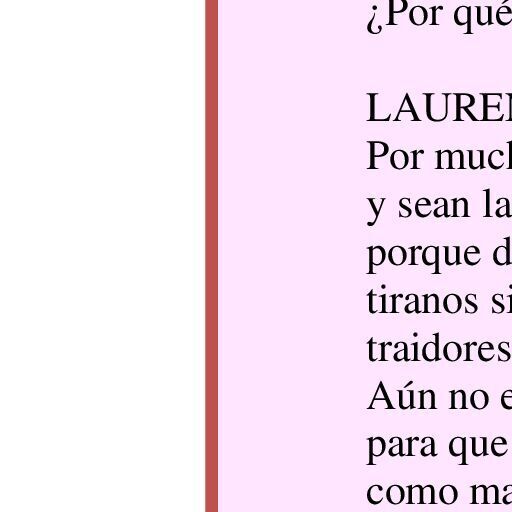 ¿Por qué
LAUREN
Por much
y sean la
porque d
tiranos si
traidores
Aún no e
para que
como ma